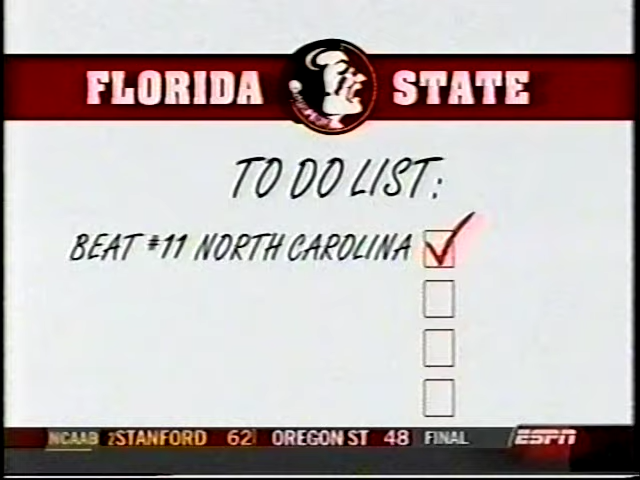 FLORIDA STATE
TO DO LIST:
BEAT #11 NORTH CAROLINA
NCAAB 2STANFORD 62 OREGON ST 48 FINAL ESPN